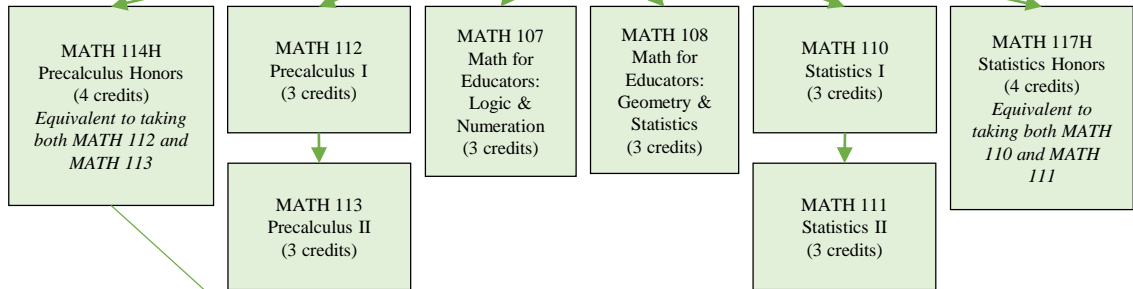 MATH 114H
Precalculus Honors
(4 credits)
Equivalent to taking
both MATH 112 and
MATH 113
MATH 112
Precalculus I
(3 credits)
MATH 107
Math for
Educators:
Logic &
Numeration
(3 credits)
MATH 108
Math for
Educators:
Geometry &
Statistics
(3 credits)
MATH 110
Statistics I
(3 credits)
MATH 117H
Statistics Honors
(4 credits)
Equivalent to
taking both MATH
110 and MATH
111
MATH 113
Precalculus II
(3 credits)
MATH 111
Statistics II
(3 credits)